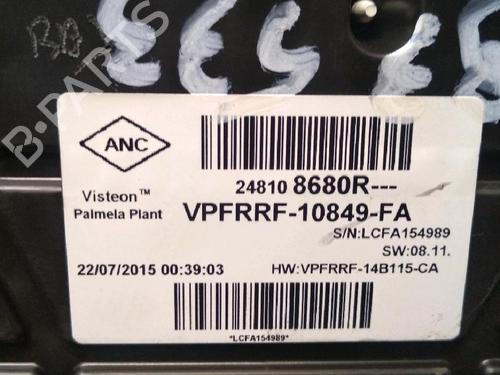 B-PARTS
ANC
24810 8680R---
Visteon™
Palmela Plant
VPFRRF-10849-FA
S/N:LCFA154989
SW:08.11.
22/07/2015 00:39:03
HW:VPFRRF-14B115-CA
*LCFA154989*